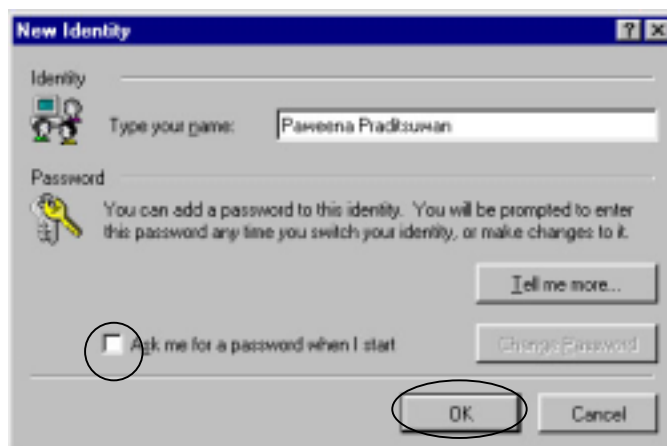 New Identity
Identity
Type your name: Paweena Praditsuwan
Password
You can add a password to this identity. You will be prompted to enter
this password any time you switch your identity, or make changes to it.
Tell me more...
Ask me for a password when I start Change Password
OK Cancel